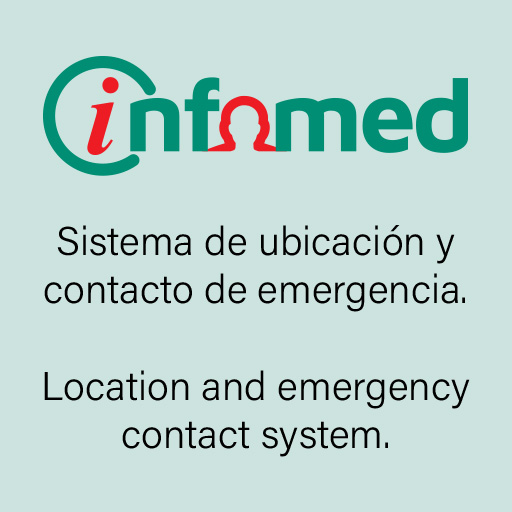 infomed
Sistema de ubicación y
contacto de emergencia.
Location and emergency
contact system.